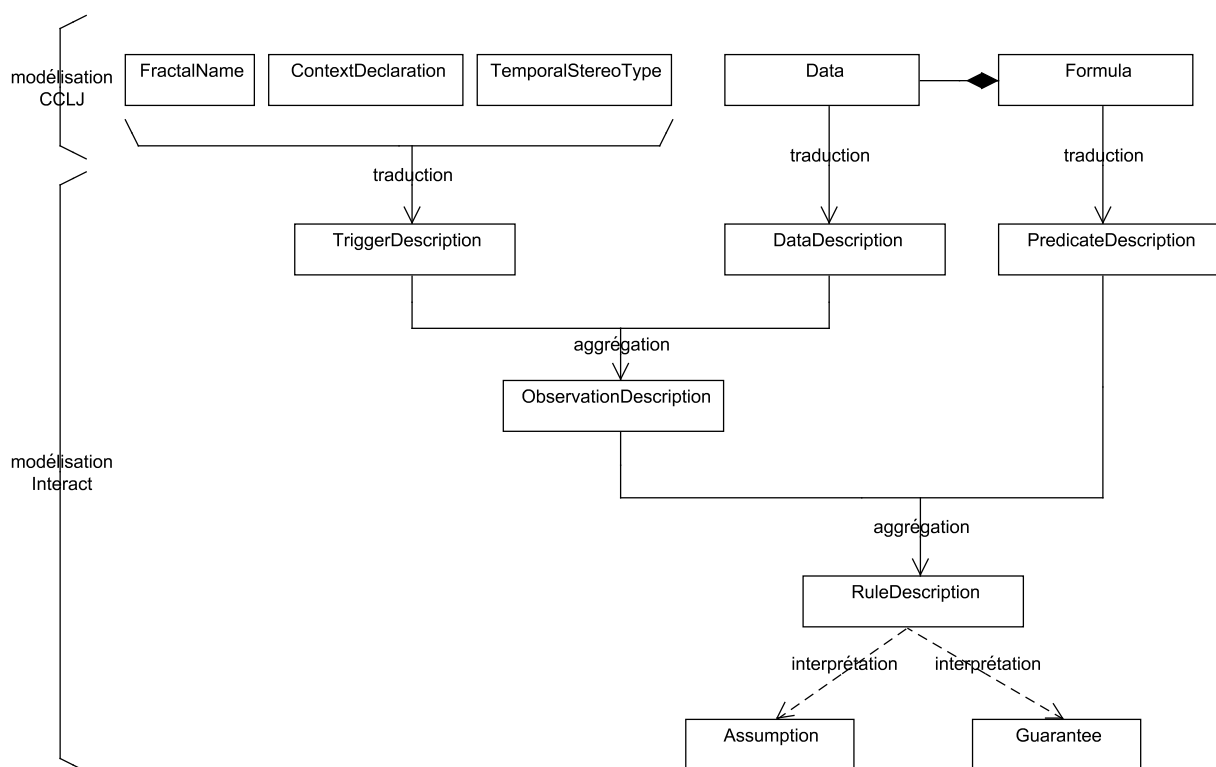 modélisation
CCLJ
FractalName
ContextDeclaration
TemporalStereoType
Data
Formula
traduction
traduction
traduction
TriggerDescription
DataDescription
PredicateDescription
aggrégation
ObservationDescription
modélisation
Interact
aggrégation
RuleDescription
interprétation
interprétation
Assumption
Guarantee